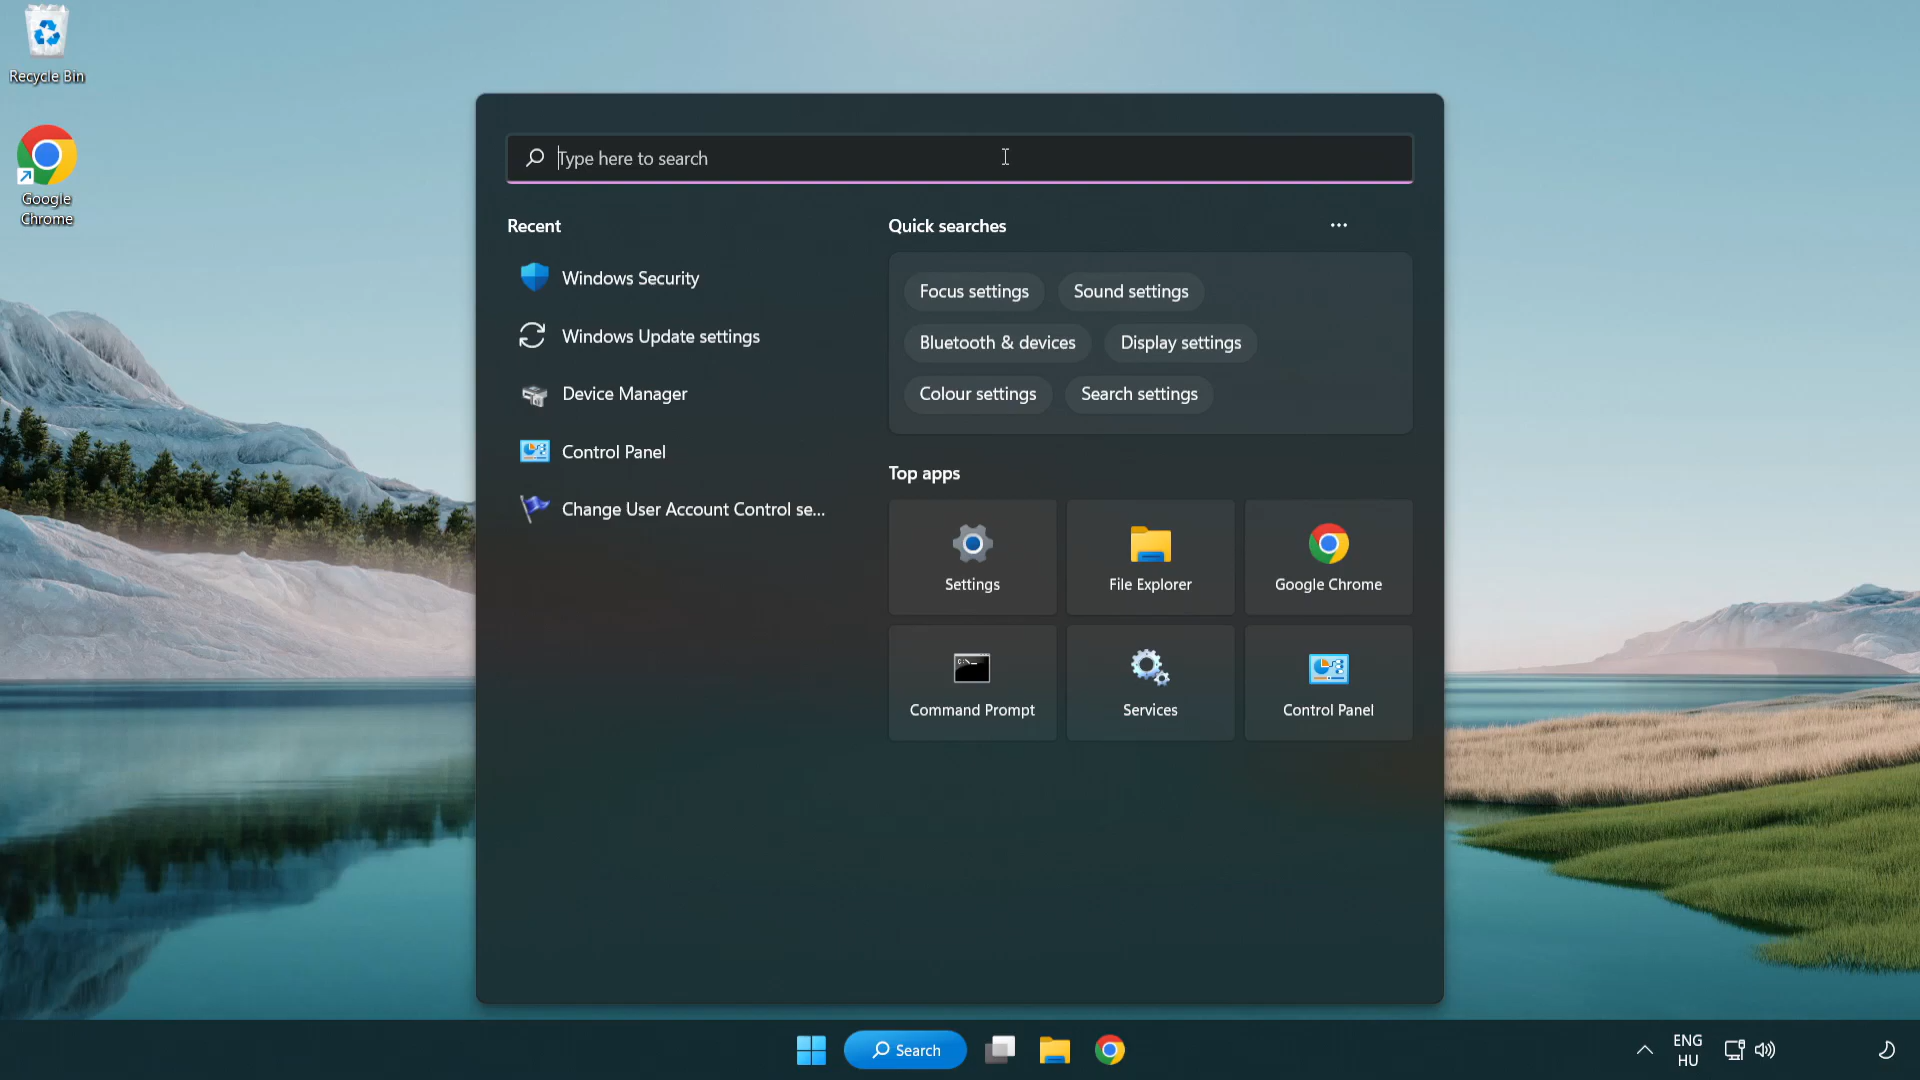 Recycle Bin
Google
Chrome
Type here to search
Recent
Windows Security
Windows Update settings
Device Manager
Control Panel
Change User Account Control se...
Quick searches
Focus settings
Sound settings
Bluetooth & devices
Display settings
Colour settings
Search settings
Top apps
Settings
File Explorer
Google Chrome
Command Prompt
Services
Control Panel
Search
ENG
HU